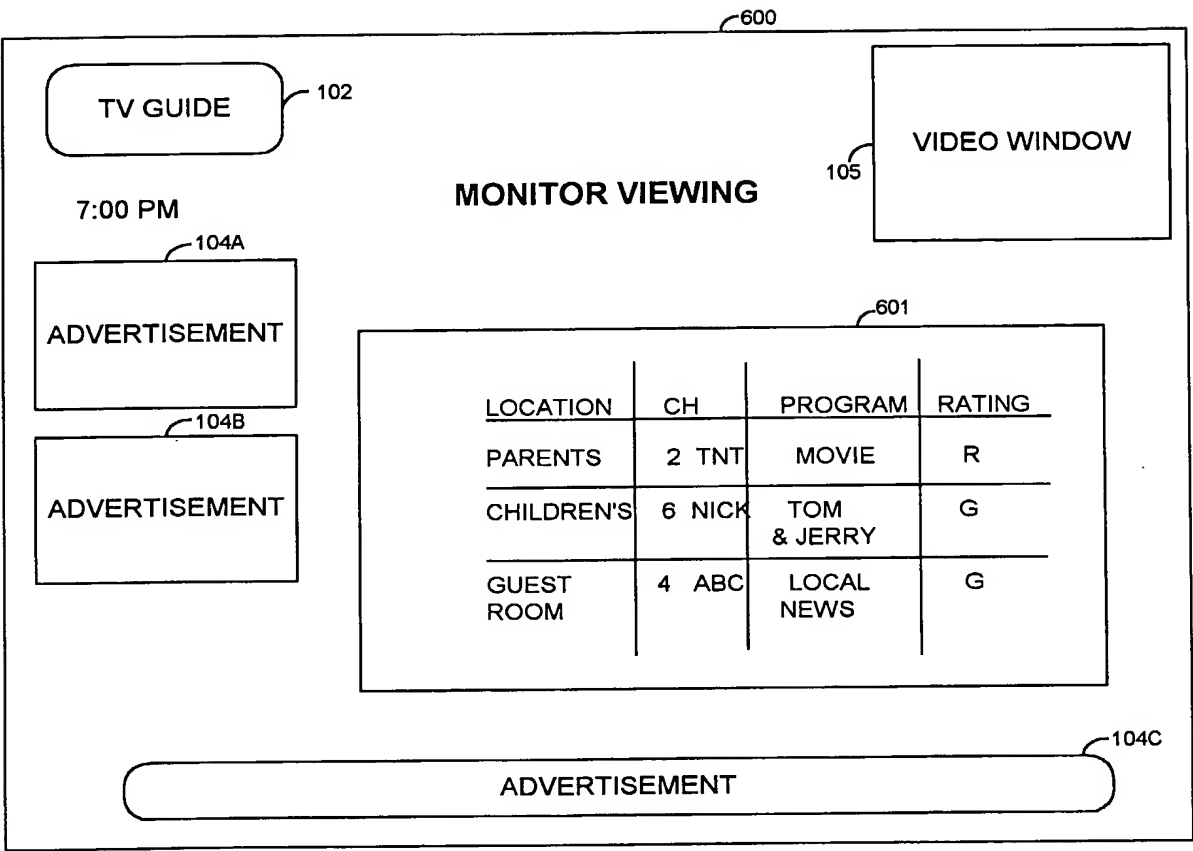 600
TV GUIDE
102
VIDEO WINDOW
105
MONITOR VIEWING
7:00 PM
104A
ADVERTISEMENT
104B
ADVERTISEMENT
601
LOCATION CH PROGRAM RATING
PARENTS 2 TNT MOVIE R
CHILDREN'S 6 NICK TOM G
& JERRY
GUEST 4 ABC LOCAL G
ROOM NEWS
104C
ADVERTISEMENT